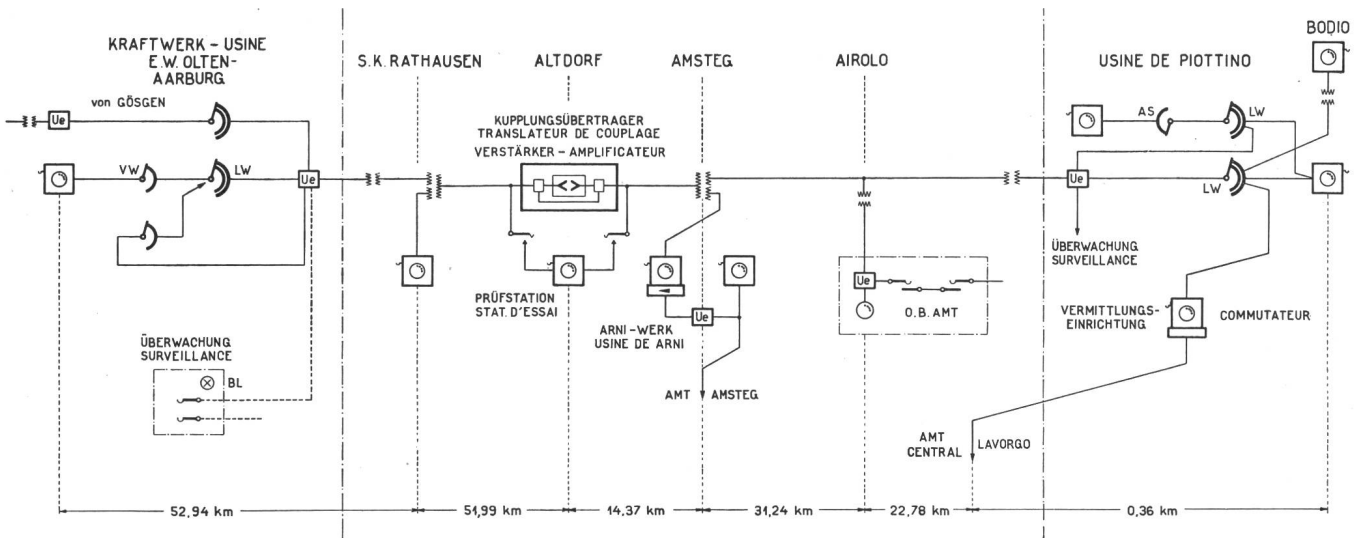 KRAFTWERK – USINE
E.W. OLTEN-
AARBURG
von GÖSGEN
Ue
VW
LW
Ue
ÜBERWACHUNG
SURVEILLANCE
BL
S.K. RATHAUSEN
ALTDORF
KUPPLUNGSÜBERTRAGER
TRANSLATEUR DE COUPLAGE
VERSTÄRKER – AMPLIFICATEUR
PRÜFSTATION
STAT. D'ESSAI
AMSTEG
ARNI – WERK
USINE DE ARNI
Ue
AMT AMSTEG
AIROLO
Ue
O.B. AMT
USINE DE PIOTTINO
BODIO
AS
LW
Ue
LW
ÜBERWACHUNG
SURVEILLANCE
VERMITTLUNGS-
EINRICHTUNG
COMMUTATEUR
AMT
CENTRAL
LAVORGO
52,94 km
51,99 km
14,37 km
31,24 km
22,78 km
0,36 km